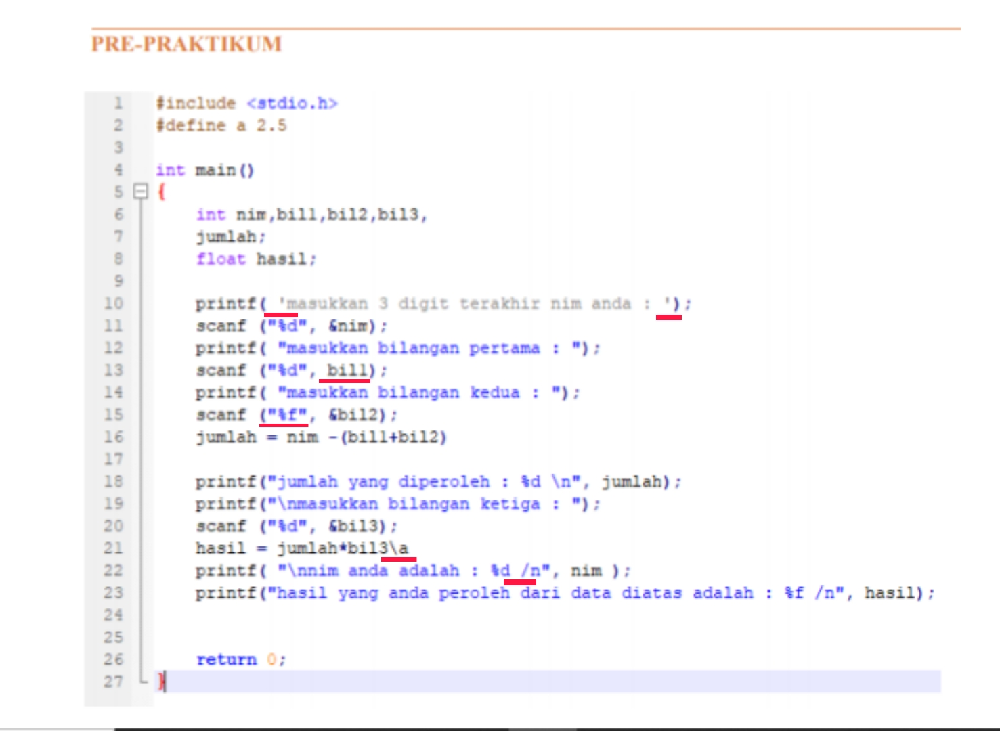 PRE-PRAKTIKUM
1 #include <stdio.h>
2 #define a 2.5
3
4 int main()
5 {
6 int nim,bil1,bil2,bil3,
7 jumlah;
8 float hasil;
9
10 printf( 'masukkan 3 digit terakhir nim anda : ');
11 scanf ("%d", &nim);
12 printf( "masukkan bilangan pertama : ");
13 scanf ("%d", bil1);
14 printf( "masukkan bilangan kedua : ");
15 scanf ("%f", &bil2);
16 jumlah = nim -(bil1+bil2)
17
18 printf("jumlah yang diperoleh : %d \n", jumlah);
19 printf("\nmasukkan bilangan ketiga : ");
20 scanf ("%d", &bil3);
21 hasil = jumlah*bil3\a
22 printf( "\nnim anda adalah : %d /n", nim );
23 printf("hasil yang anda peroleh dari data diatas adalah : %f /n", hasil);
24
25
26 return 0;
27 }